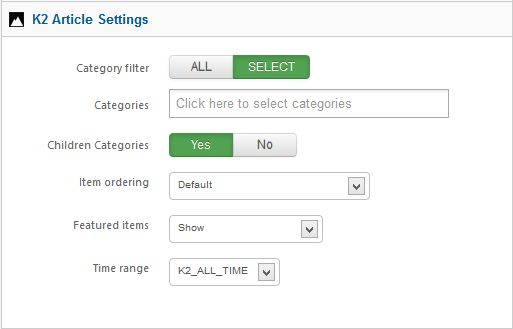 K2 Article Settings
Category filter ALL SELECT
Categories Click here to select categories
Children Categories Yes No
Item ordering Default
Featured items Show
Time range K2_ALL_TIME